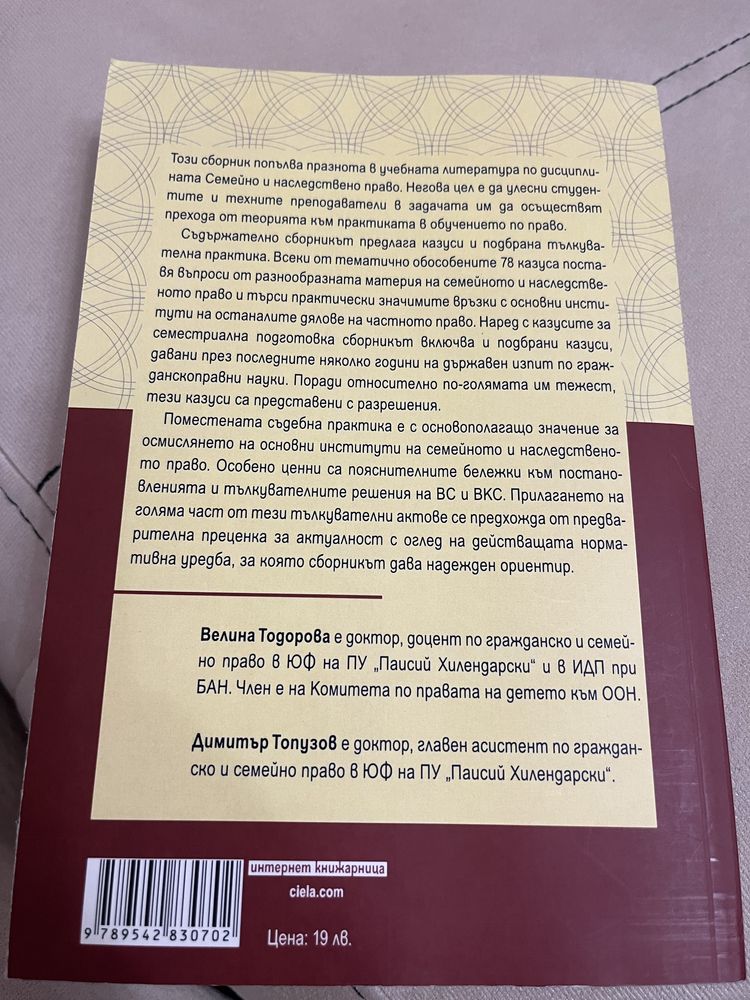 Този сборник попълва празнота в учебната литература по дисципли-
ната Семейно и наследствено право. Негова цел е да улесни студен-
тите и техните преподаватели в задачата им да осъществят
прехода от теорията към практиката в обучението по право.
Съдържателно сборникът предлага казуси и подбрана тълкува-
телна практика. Всеки от тематично обособените 78 казуса поста-
вя въпроси от разнообразната материя на семейното и наследстве-
ното право и търси практически значимите връзки с основни инсти-
тути на останалите дялове на частното право. Наред с казусите за
семестриална подготовка сборникът включва и подбрани казуси,
давани през последните няколко години на държавен изпит по граж-
данскоправни науки. Поради относително по-голямата им тежест,
тези казуси са представени с разрешения.
Поместената съдебна практика е с основополагащо значение за
осмислянето на основни институти на семейното и наследствено-
то право. Особено ценни са пояснителните бележки към постано-
вленията и тълкувателните решения на ВС и ВКС. Прилагането на
голяма част от тези тълкувателни актове се предхожда от предва-
рителна преценка за актуалност с оглед на действащата норма-
тивна уредба, за която сборникът дава надежден ориентир.
Велина Тодорова е доктор, доцент по гражданско и семей-
но право в ЮФ на ПУ „Паисий Хилендарски“ и в ИДП при
БАН. Член е на Комитета по правата на детето към ООН.
Димитър Топузов е доктор, главен асистент по граждан-
ско и семейно право в ЮФ на ПУ „Паисий Хилендарски“.
интернет книжарница
ciela.com
9 789542 830702
Цена: 19 лв.